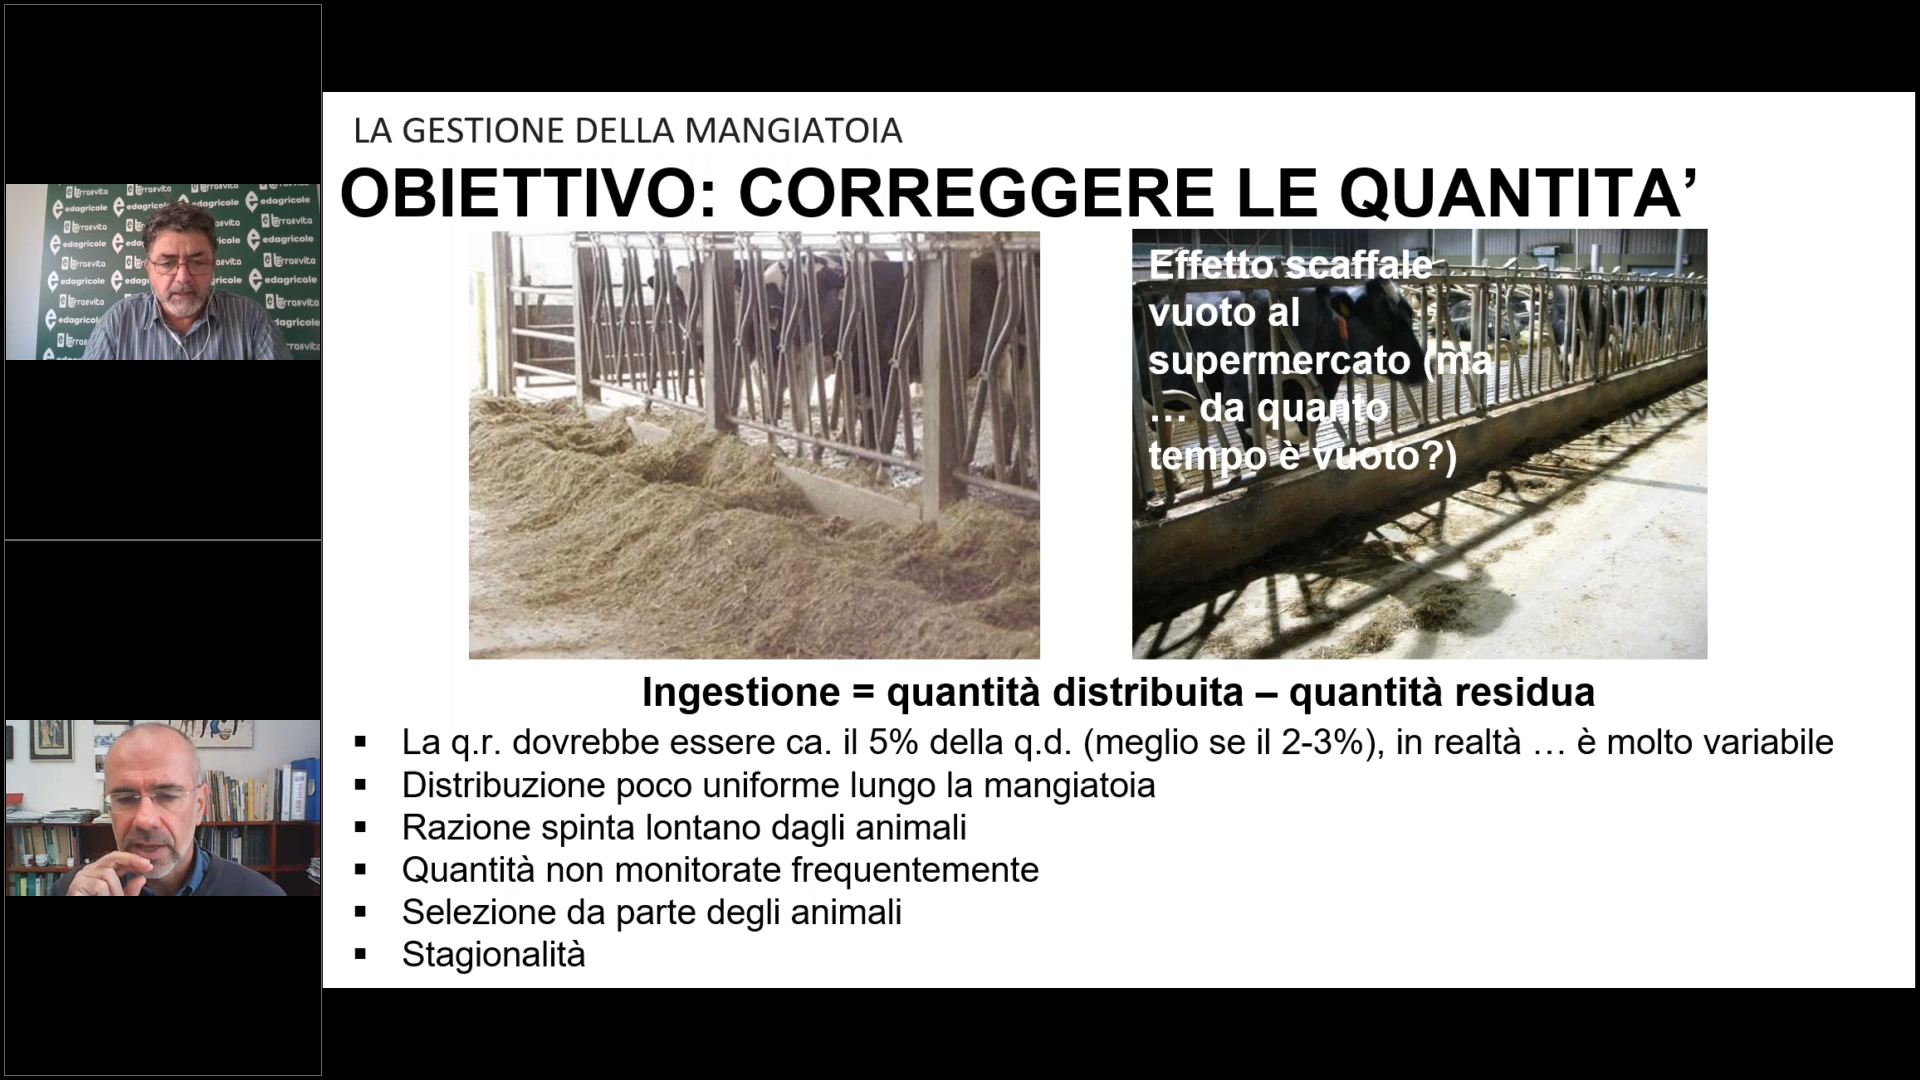 LA GESTIONE DELLA MANGIATOIA
OBIETTIVO: CORREGGERE LE QUANTITA’
Effetto scaffale
vuoto al
supermercato (ma
… da quanto
tempo è vuoto?)
Ingestione = quantità distribuita – quantità residua
▪ La q.r. dovrebbe essere ca. il 5% della q.d. (meglio se il 2-3%), in realtà … è molto variabile
▪ Distribuzione poco uniforme lungo la mangiatoia
▪ Razione spinta lontano dagli animali
▪ Quantità non monitorate frequentemente
▪ Selezione da parte degli animali
▪ Stagionalità
edagricole
terraevita